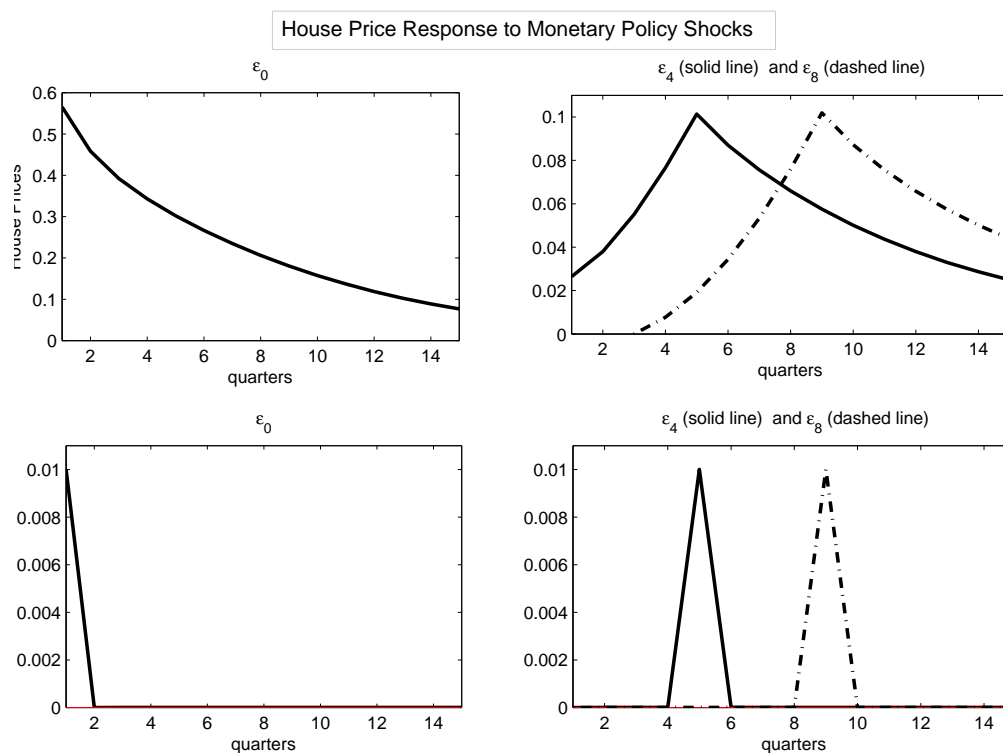 House Price Response to Monetary Policy Shocks
ε0
House Prices
0.6
0.5
0.4
0.3
0.2
0.1
0
2 4 6 8 10 12 14
quarters
ε4 (solid line) and ε8 (dashed line)
0.1
0.08
0.06
0.04
0.02
0
2 4 6 8 10 12 14
quarters
ε0
0.01
0.008
0.006
0.004
0.002
0
2 4 6 8 10 12 14
quarters
ε4 (solid line) and ε8 (dashed line)
0.01
0.008
0.006
0.004
0.002
0
2 4 6 8 10 12 14
quarters